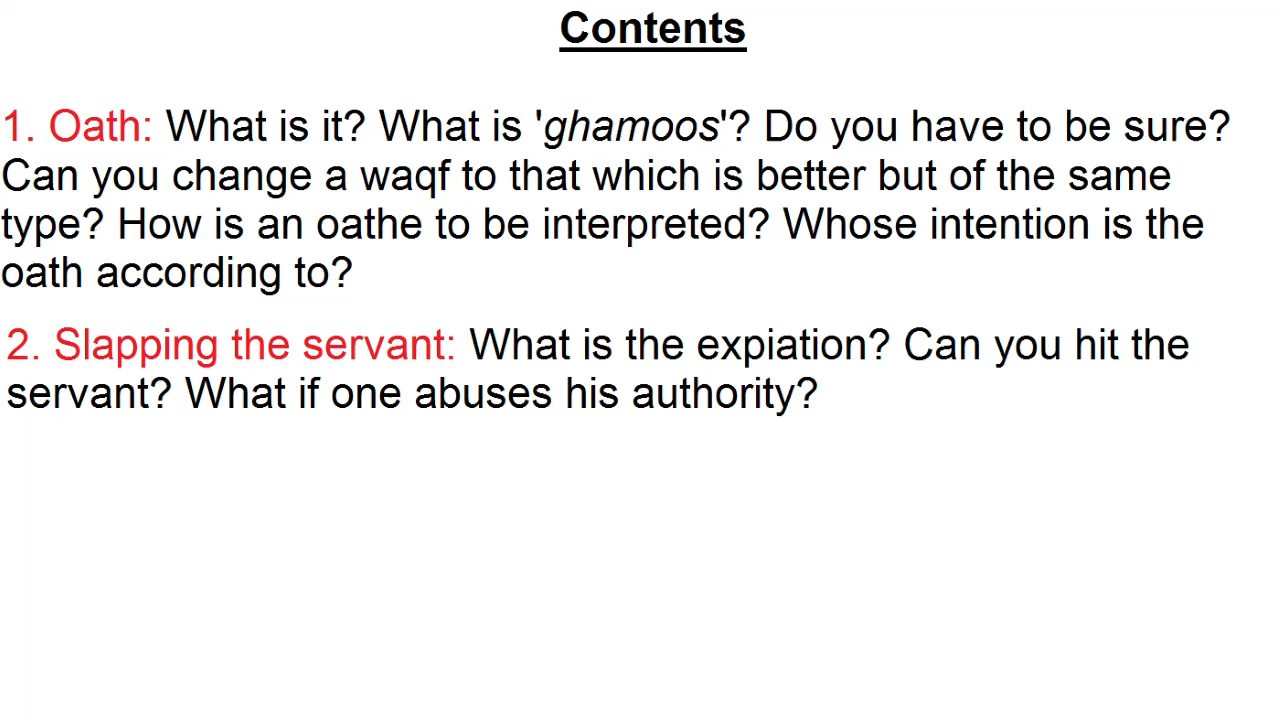 Contents
1. Oath: What is it? What is 'ghamoos'? Do you have to be sure?
Can you change a waqf to that which is better but of the same
type? How is an oathe to be interpreted? Whose intention is the
oath according to?
2. Slapping the servant: What is the expiation? Can you hit the
servant? What if one abuses his authority?